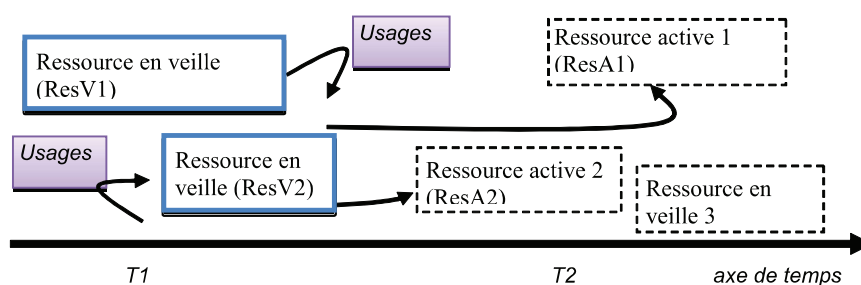 Ressource en veille
(ResV1)
Usages
Ressource active 1
(ResA1)
Usages
Ressource en
veille (ResV2)
Ressource active 2
(ResA2)
Ressource en
veille 3
T1
T2
axe de temps